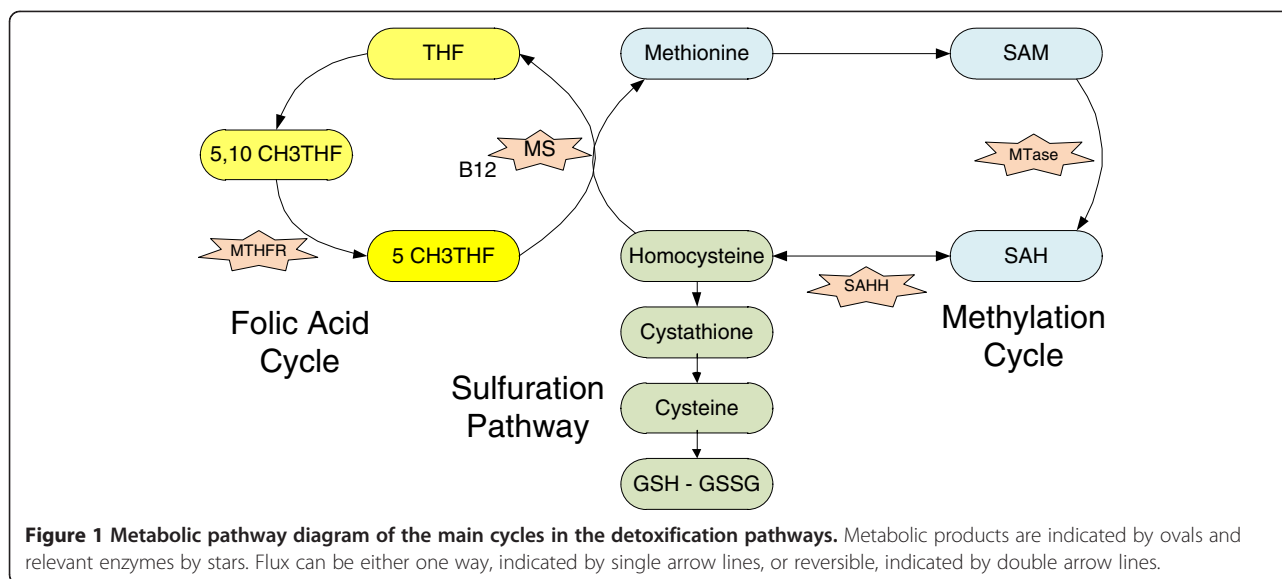 THF
Methionine
SAM
5,10 CH3THF
B12
MS
MTase
MTHFR
5 CH3THF
Homocysteine
SAHH
SAH
Folic Acid
Cycle
Methylation
Cycle
Cystathione
Sulfuration
Pathway
Cysteine
GSH - GSSG
Figure 1 Metabolic pathway diagram of the main cycles in the detoxification pathways. Metabolic products are indicated by ovals and
relevant enzymes by stars. Flux can be either one way, indicated by single arrow lines, or reversible, indicated by double arrow lines.